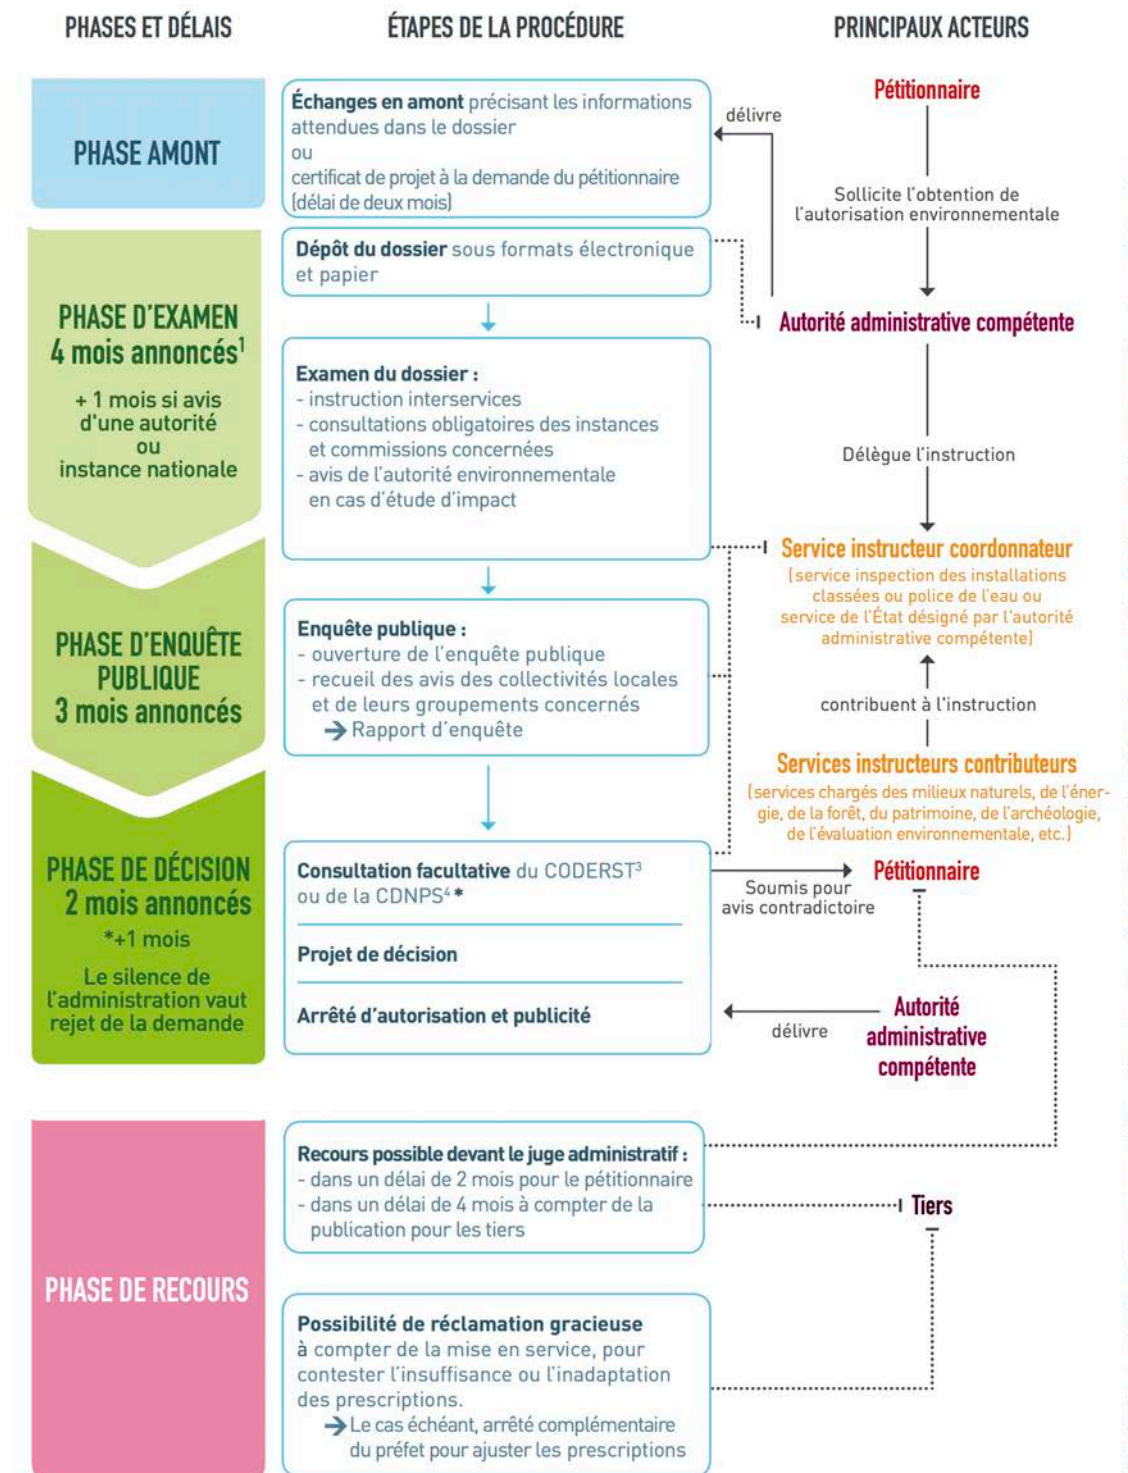 PHASES ET DÉLAIS
ÉTAPES DE LA PROCÉDURE
PRINCIPAUX ACTEURS
PHASE AMONT
Échanges en amont précisant les informations
attendues dans le dossier
ou
certificat de projet à la demande du pétitionnaire
(délai de deux mois)
délivre
Pétitionnaire
Sollicite l'obtention de
l'autorisation environnementale
PHASE D'EXAMEN
4 mois annoncés¹
+ 1 mois si avis
d'une autorité
ou
instance nationale
Dépôt du dossier sous formats électronique
et papier
Autorité administrative compétente
Examen du dossier :
- instruction interservices
- consultations obligatoires des instances
et commissions concernées
- avis de l'autorité environnementale
en cas d'étude d'impact
Délègue l'instruction
Service instructeur coordonnateur
(service inspection des installations
classées ou police de l'eau ou
service de l'État désigné par l'autorité
administrative compétente)
PHASE D'ENQUÊTE
PUBLIQUE
3 mois annoncés
Enquête publique :
- ouverture de l'enquête publique
- recueil des avis des collectivités locales
et de leurs groupements concernés
→ Rapport d'enquête
contribuent à l'instruction
Services instructeurs contributeurs
(services chargés des milieux naturels, de l'éner-
gie, de la forêt, du patrimoine, de l'archéologie,
de l'évaluation environnementale, etc.)
PHASE DE DÉCISION
2 mois annoncés
*+1 mois
Le silence de
l'administration vaut
rejet de la demande
Consultation facultative du CODERST³
ou de la CDNPS⁴ *
Projet de décision
Arrêté d'autorisation et publicité
Soumis pour
avis contradictoire
Pétitionnaire
délivre
Autorité
administrative
compétente
PHASE DE RECOURS
Recours possible devant le juge administratif :
- dans un délai de 2 mois pour le pétitionnaire
- dans un délai de 4 mois à compter de la
publication pour les tiers
Tiers
Possibilité de réclamation gracieuse
à compter de la mise en service, pour
contester l'insuffisance ou l'inadaptation
des prescriptions.
→ Le cas échéant, arrêté complémentaire
du préfet pour ajuster les prescriptions